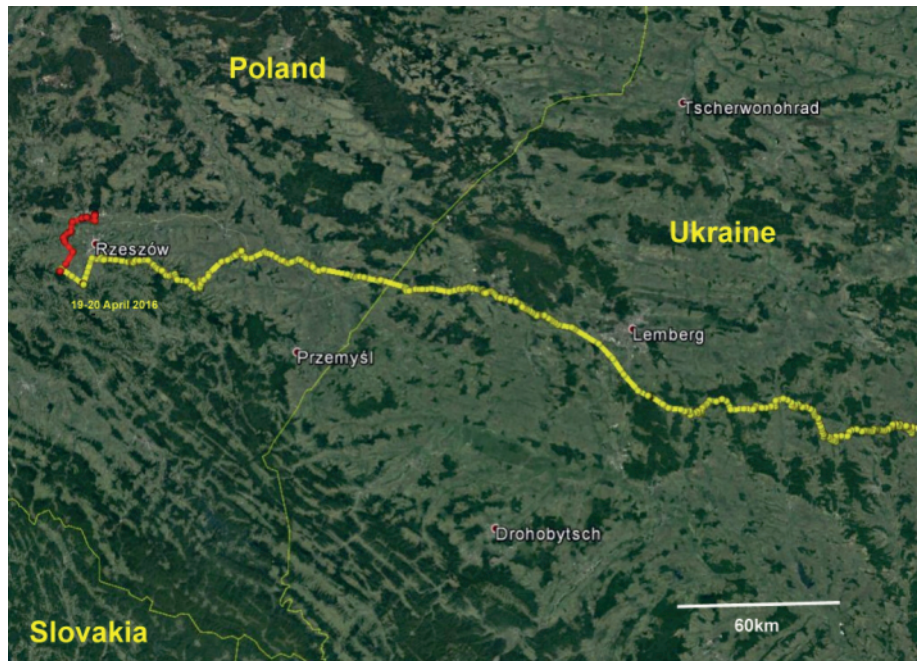 Poland
Tscherwonohrad
Ukraine
Rzeszów
19-20 April 2016
Lemberg
Przemyśl
Drohobytsch
60km
Slovakia